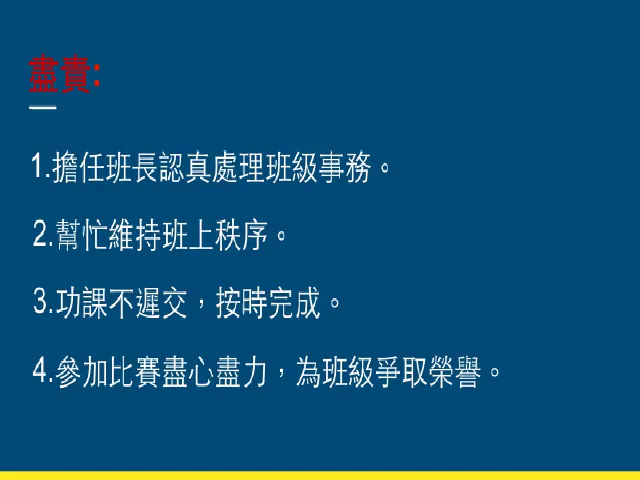 盡責:
1.擔任班長認真處理班級事務。
2.幫忙維持班上秩序。
3.功課不遲交，按時完成。
4.參加比賽盡心盡力，為班級爭取榮譽。